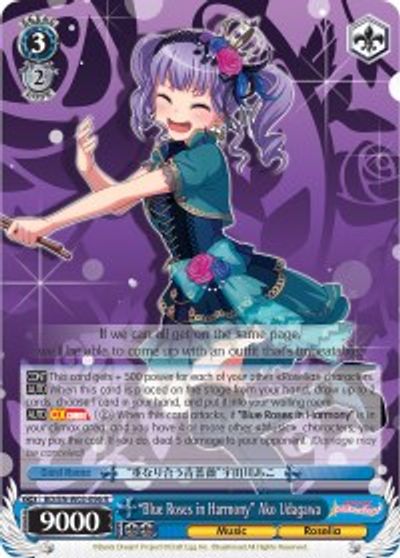 3
2
If we can all get on the same page,
we'll be able to come up with an outfit that's
CONT This card gets +500 power for each of your other «Roselia» characters.
AUTO When this card is placed on the stage from your hand, draw up to 2
cards, choose 1 card in your hand, and put it into your waiting room.
AUTO When this card attacks, if "Blue Roses in Harmony" is in
your climax area, and you have 4 or more other «Roselia» characters,
you may pay the cost. If you do, deal 5 damage to your opponent.
Card Name
9000
"Blue Roses in Harmony" Ako Udagawa
Music
Roselia